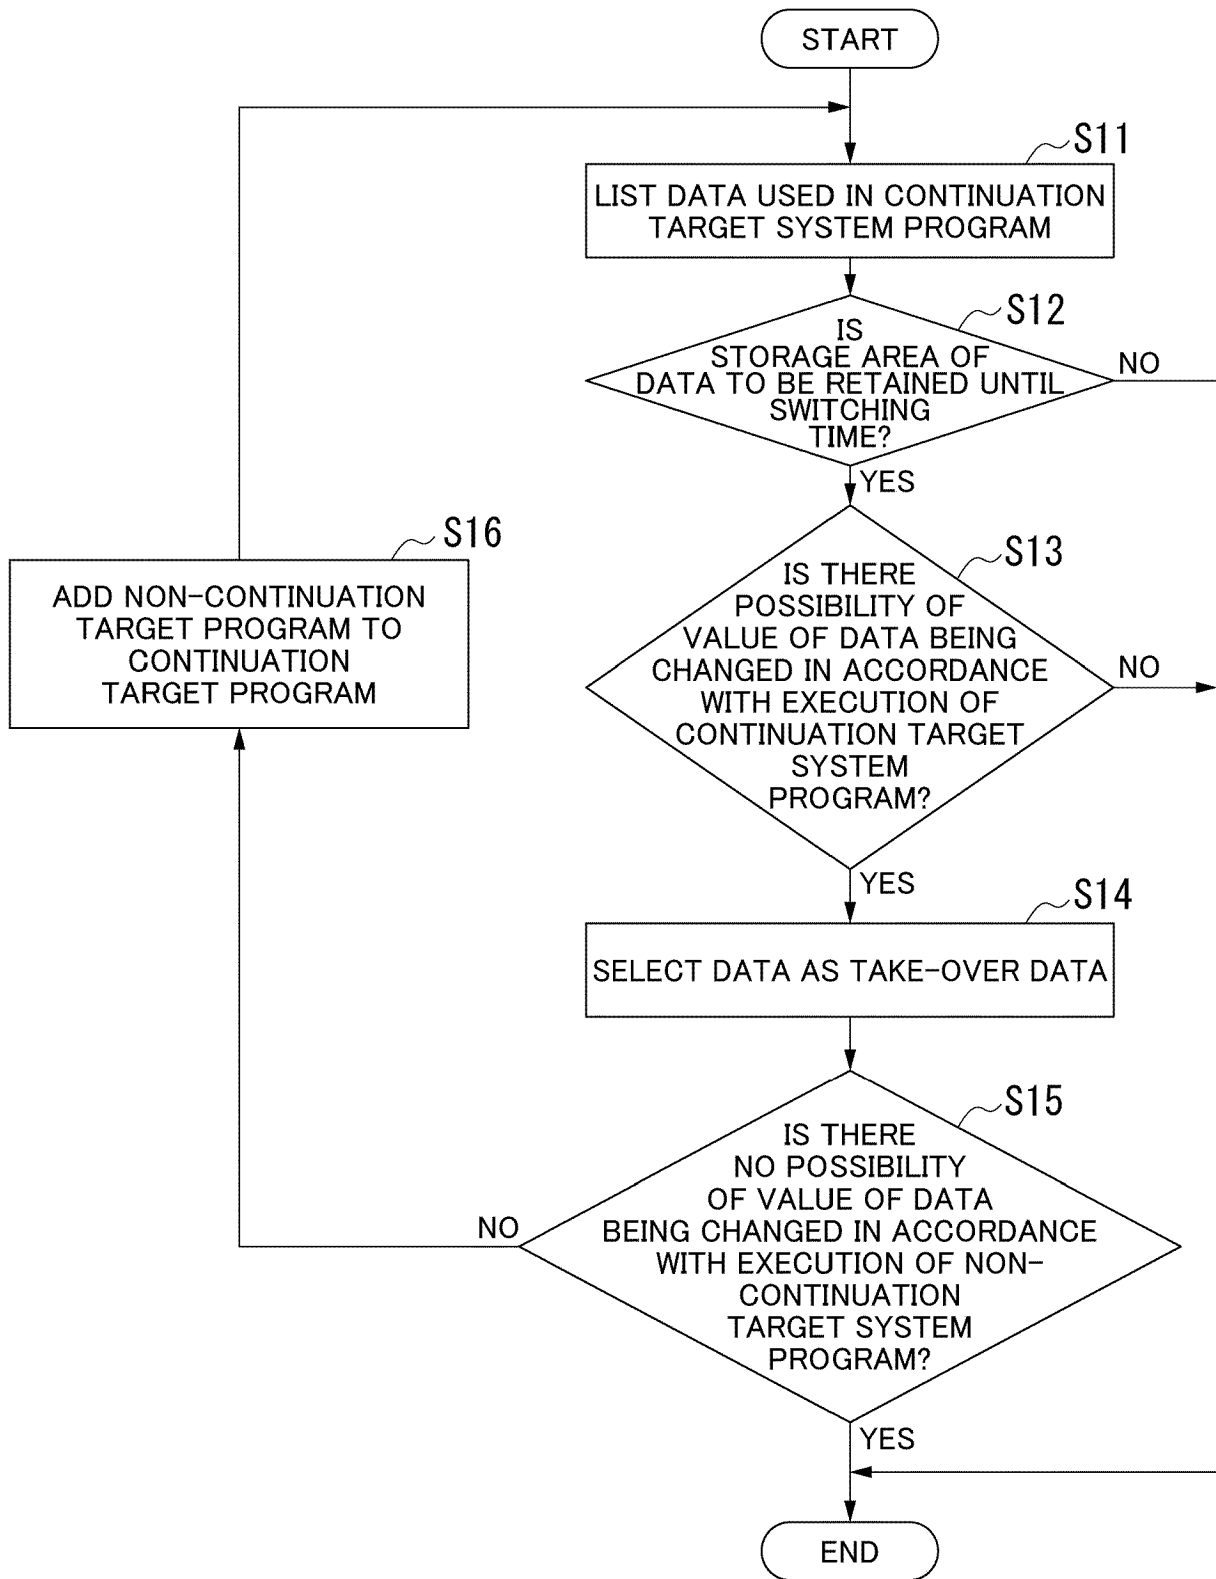 START
S11
LIST DATA USED IN CONTINUATION
TARGET SYSTEM PROGRAM
S12
IS
STORAGE AREA OF
DATA TO BE RETAINED UNTIL
SWITCHING
TIME?
NO
YES
S13
IS THERE
POSSIBILITY OF
VALUE OF DATA BEING
CHANGED IN ACCORDANCE
WITH EXECUTION OF
CONTINUATION TARGET
SYSTEM
PROGRAM?
NO
YES
S14
SELECT DATA AS TAKE-OVER DATA
S15
IS THERE
NO POSSIBILITY
OF VALUE OF DATA
BEING CHANGED IN ACCORDANCE
WITH EXECUTION OF NON-
CONTINUATION
TARGET SYSTEM
PROGRAM?
NO
YES
S16
ADD NON-CONTINUATION
TARGET PROGRAM TO
CONTINUATION
TARGET PROGRAM
END